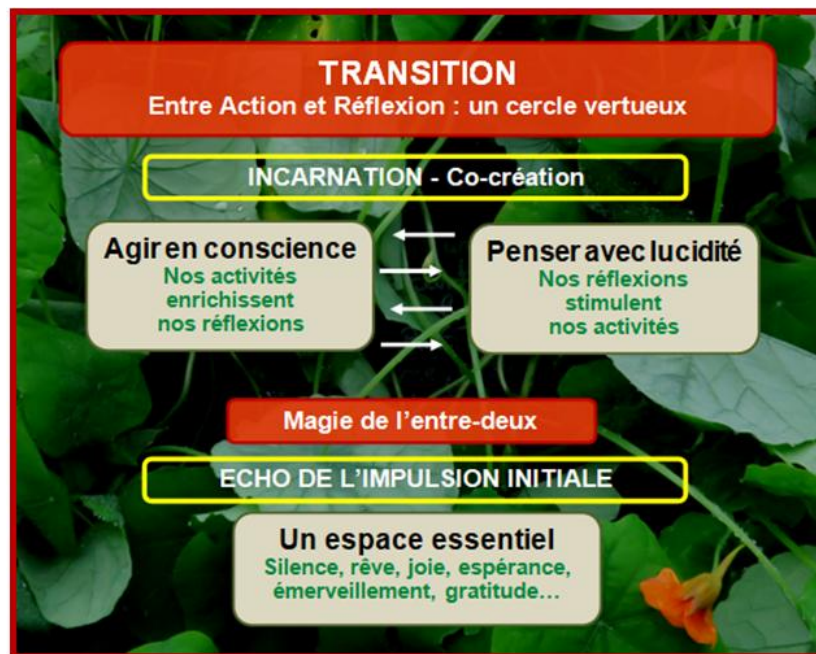 TRANSITION
Entre Action et Réflexion : un cercle vertueux
INCARNATION - Co-création
Agir en conscience
Nos activités
enrichissent
nos réflexions
Penser avec lucidité
Nos réflexions
stimulent
nos activités
Magie de l'entre-deux
ECHO DE L'IMPULSION INITIALE
Un espace essentiel
Silence, rêve, joie, espérance,
émerveillement, gratitude…